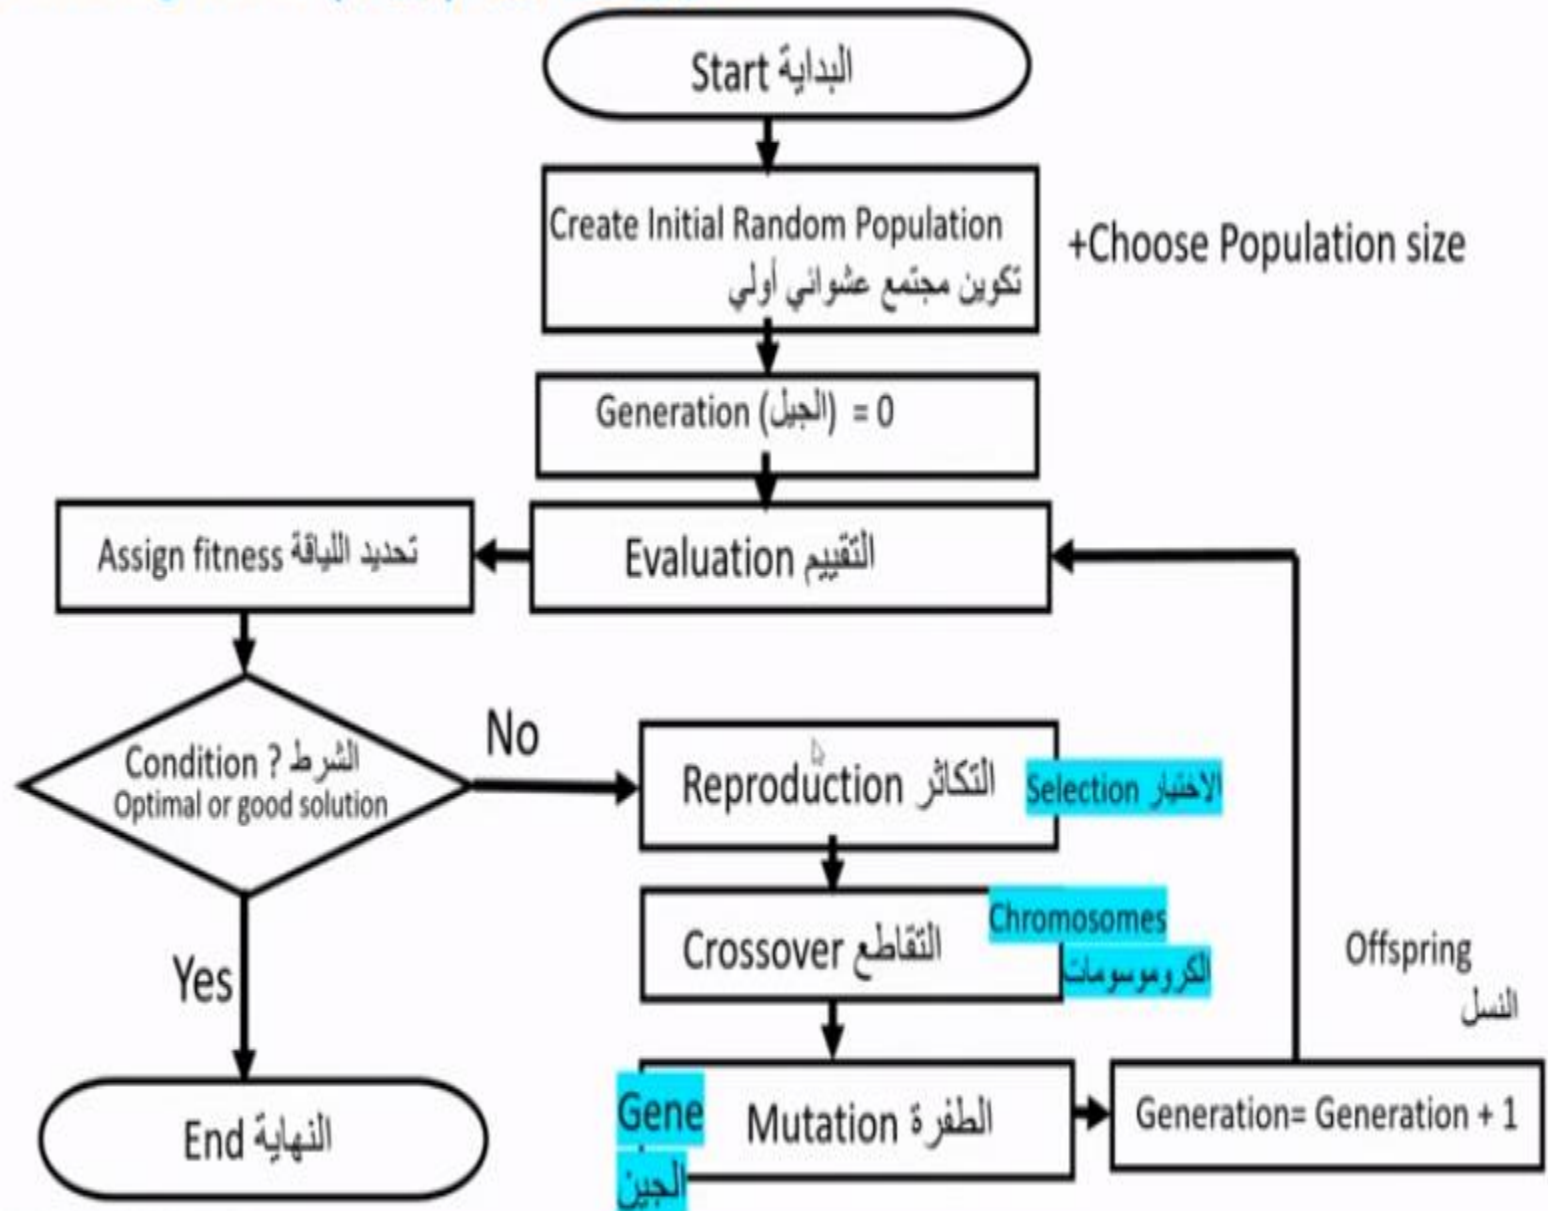 Start البداية
Create Initial Random Population
تكوين مجتمع عشوائي أولي
+Choose Population size
Generation (الجيل) = 0
Evaluation التقييم
Assign fitness تحديد اللياقة
Condition ? الشرط
Optimal or good solution
No
Yes
Reproduction التكاثر
Selection الاختيار
Crossover التقاطع
Chromosomes
الكروموسومات
Gene
الجين
Mutation الطفرة
Generation= Generation + 1
Offspring
النسل
End النهاية